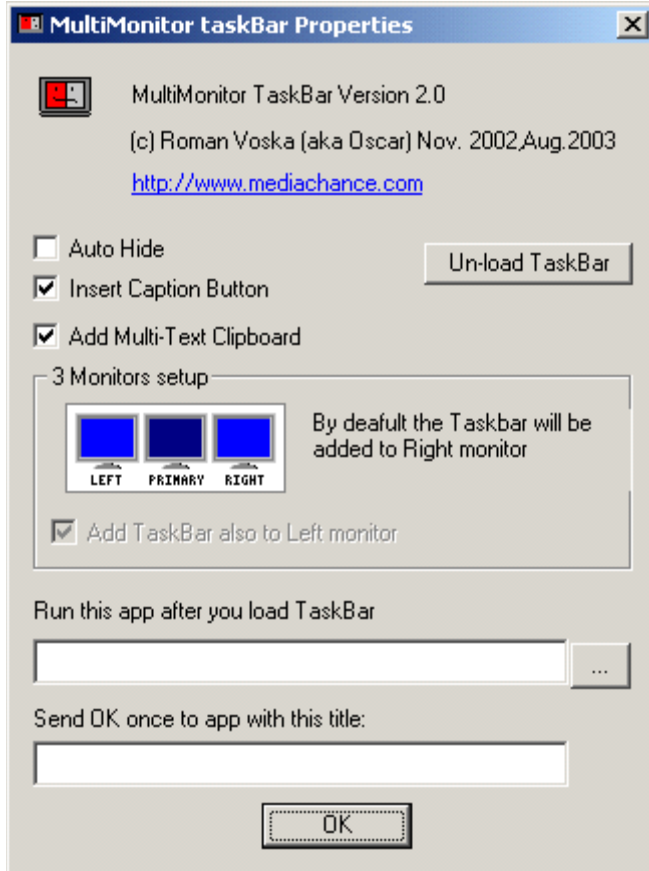 MultiMonitor taskBar Properties
MultiMonitor TaskBar Version 2.0
(c) Roman Voska (aka Oscar) Nov. 2002,Aug.2003
http://www.mediachance.com
Auto Hide
Un-load TaskBar
Insert Caption Button
Add Multi-Text Clipboard
3 Monitors setup
By deafult the Taskbar will be
added to Right monitor
LEFT PRIMARY RIGHT
Add TaskBar also to Left monitor
Run this app after you load TaskBar
...
Send OK once to app with this title:
OK